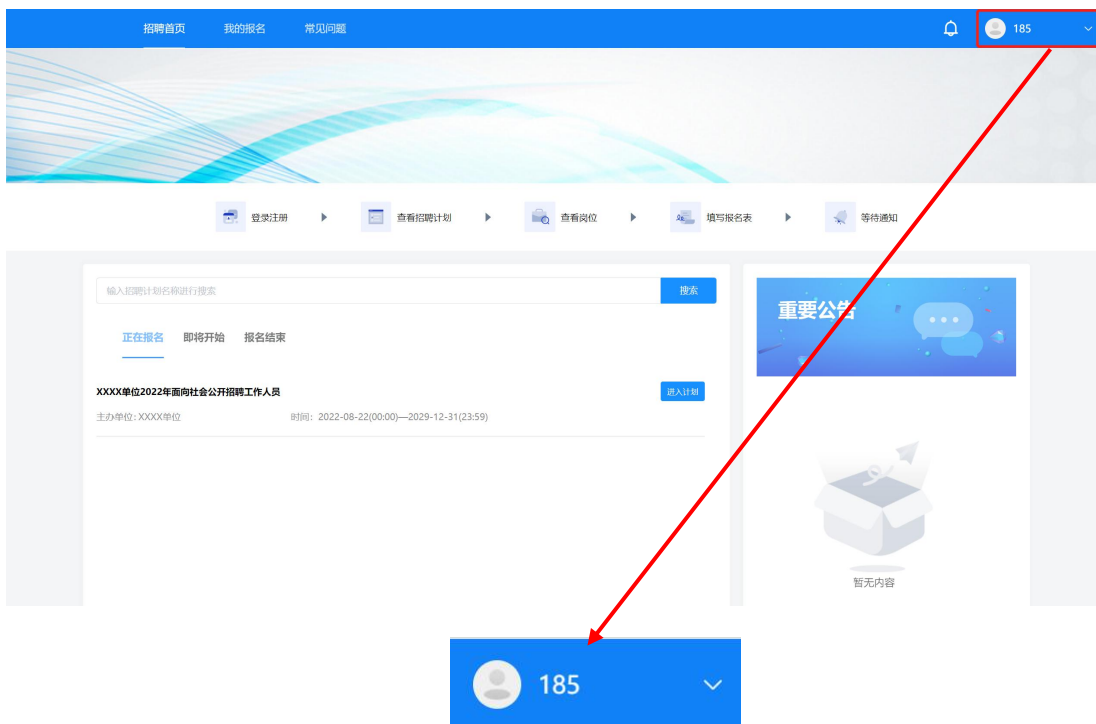 招聘首页 我的报名 常见问题 185
登录注册 查看招聘计划 查看岗位 填写报名表 等待通知
输入招聘计划名称进行搜索 搜索
重要公告
正在报名 即将开始 报名结束
XXXX单位2022年面向社会公开招聘工作人员 进入计划
主办单位: XXXX单位 时间：2022-08-22(00:00)—2029-12-31(23:59)
暂无内容
185